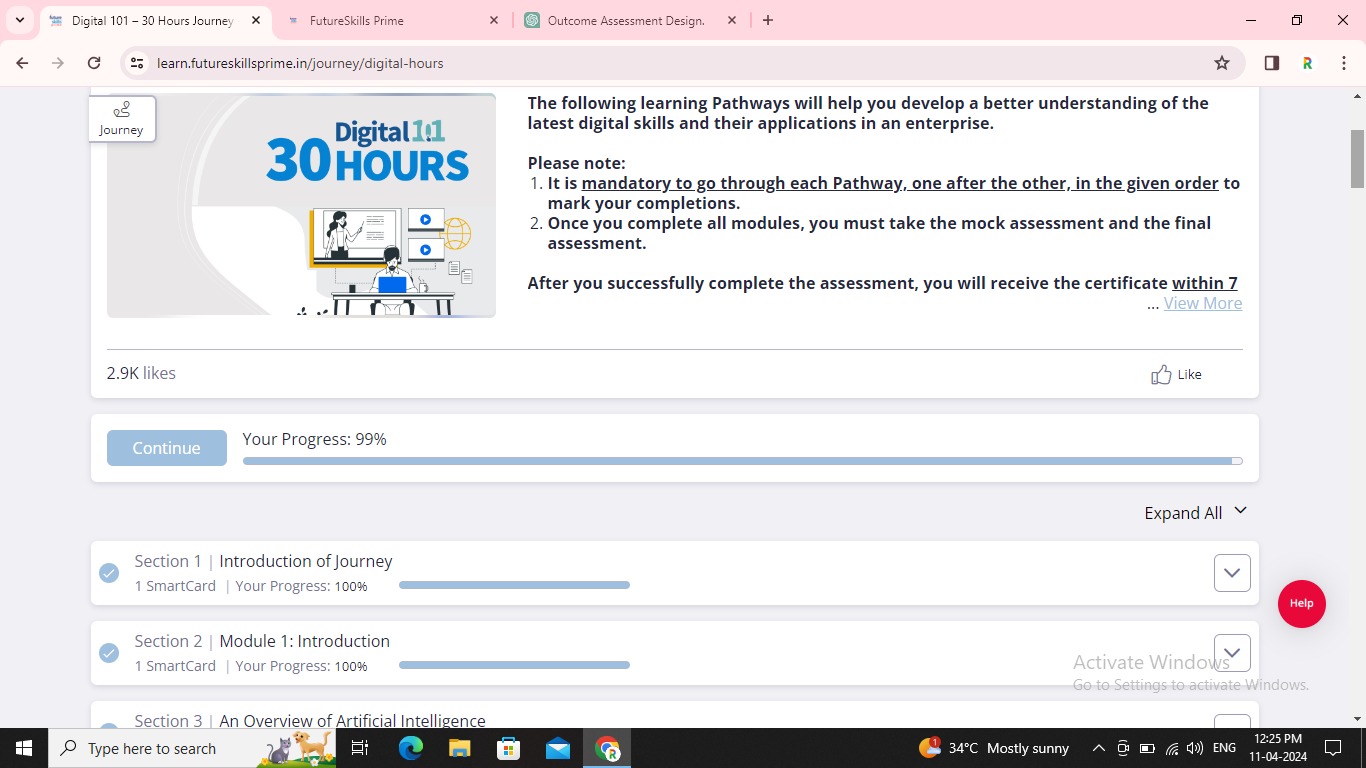 Digital 101 – 30 Hours Journey
FutureSkills Prime
Outcome Assessment Design.
learn.futureskillsprime.in/journey/digital-hours
R
Journey
Digital 1:1
30 HOURS
The following learning Pathways will help you develop a better understanding of the
latest digital skills and their applications in an enterprise.
Please note:
1. It is mandatory to go through each Pathway, one after the other, in the given order to
mark your completions.
2. Once you complete all modules, you must take the mock assessment and the final
assessment.
After you successfully complete the assessment, you will receive the certificate within 7
... View More
2.9K likes
Like
Continue
Your Progress: 99%
Expand All
Section 1 | Introduction of Journey
1 SmartCard | Your Progress: 100%
Help
Section 2 | Module 1: Introduction
1 SmartCard | Your Progress: 100%
Activate Windows
Go to Settings to activate Windows.
Section 3 | An Overview of Artificial Intelligence
Type here to search
R
1
34°C Mostly sunny
ENG
12:25 PM
11-04-2024